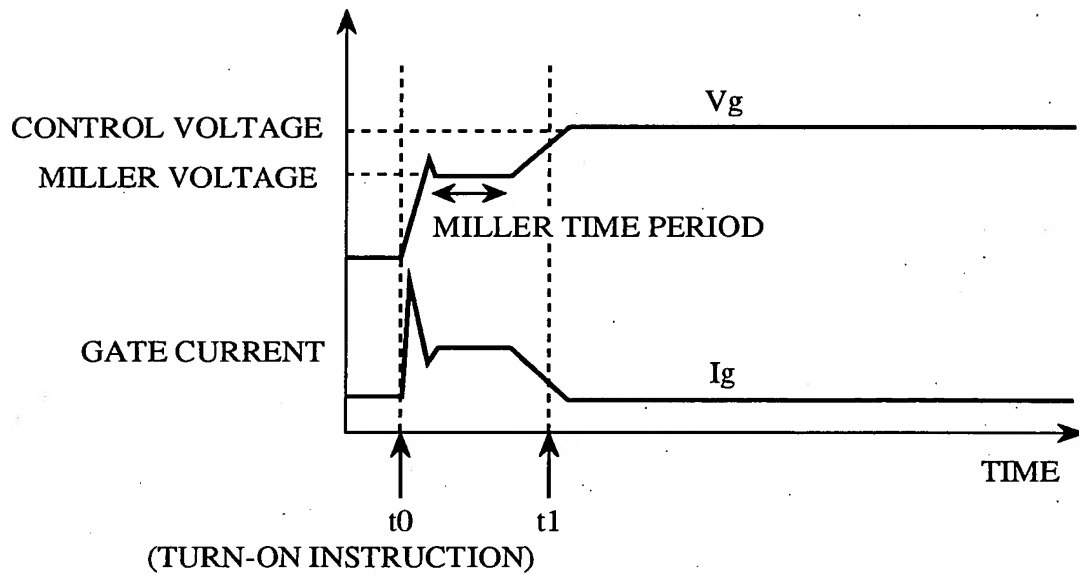 Vg
CONTROL VOLTAGE
MILLER VOLTAGE
MILLER TIME PERIOD
GATE CURRENT
Ig
TIME
t0
t1
(TURN-ON INSTRUCTION)